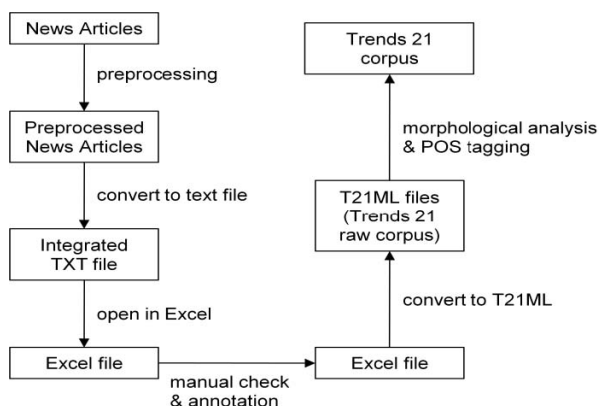 News Articles
preprocessing
Preprocessed
News Articles
convert to text file
Integrated
TXT file
open in Excel
Excel file
manual check
& annotation
Excel file
convert to T21ML
T21ML files
(Trends 21
raw corpus)
morphological analysis
& POS tagging
Trends 21
corpus